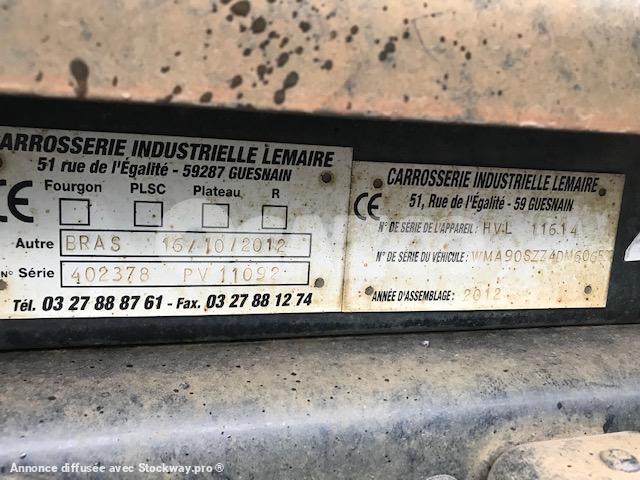 CARROSSERIE INDUSTRIELLE LEMAIRE
51 rue de l'Égalité - 59287 GUESNAIN
CE Fourgon PLSC Plateau R
Autre BRAS 16/10/2012
N° Série 402378 PV 11092
Tél. 03 27 88 87 61 - Fax. 03 27 88 12 74
CARROSSERIE INDUSTRIELLE LEMAIRE
51, Rue de l'Égalité - 59 GUESNAIN
CE
N° DE SÉRIE DE L'APPAREIL: HVL 11614
N° DE SÉRIE DU VÉHICULE:
ANNÉE D'ASSEMBLAGE: 2012
Annonce diffusée avec Stockway.pro®